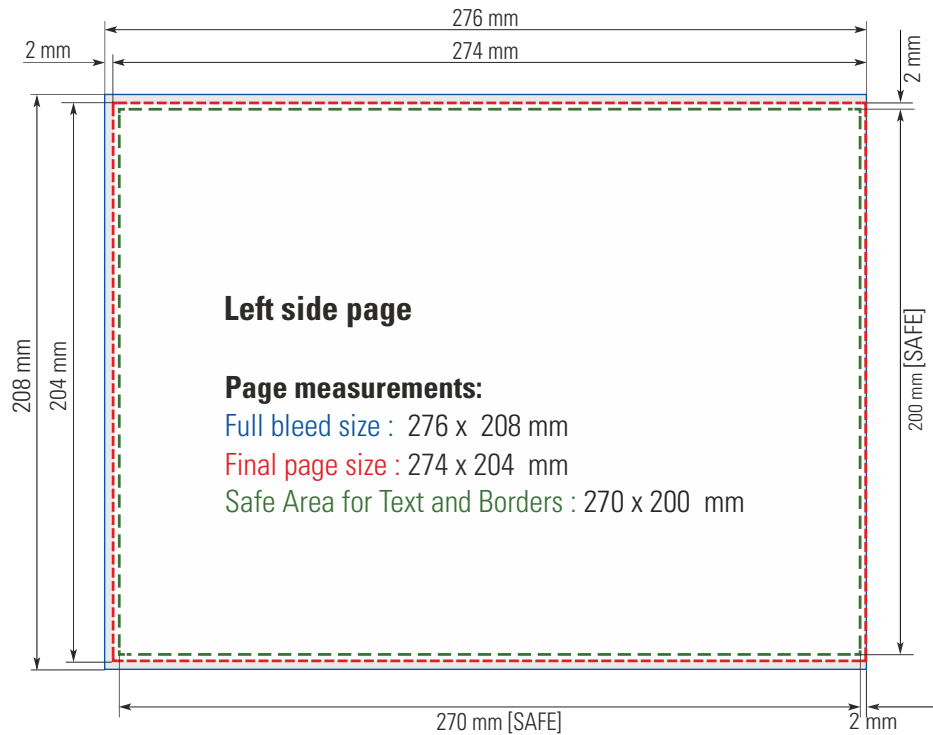 276 mm
2 mm
274 mm
2 mm
208 mm
204 mm
200 mm [SAFE]
Left side page
Page measurements:
Full bleed size : 276 x 208 mm
Final page size : 274 x 204 mm
Safe Area for Text and Borders : 270 x 200 mm
270 mm [SAFE]
2 mm